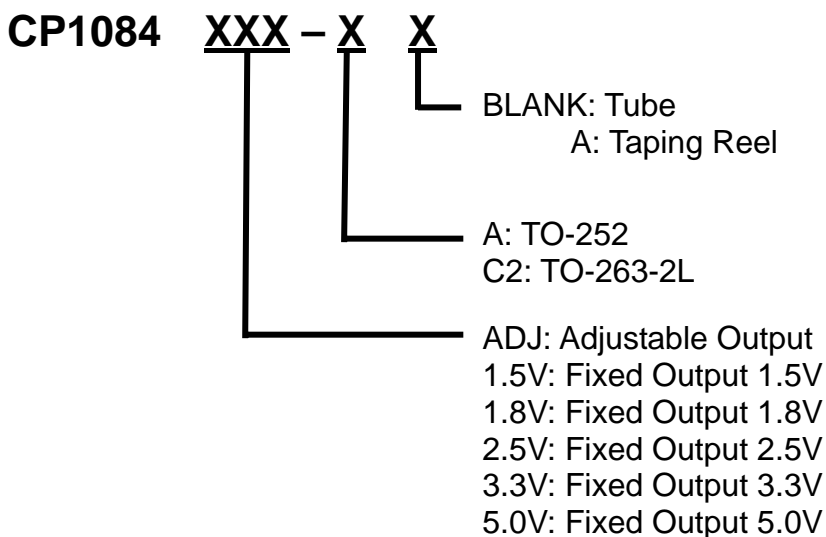 CP1084 XXX – X X
BLANK: Tube
A: Taping Reel
A: TO-252
C2: TO-263-2L
ADJ: Adjustable Output
1.5V: Fixed Output 1.5V
1.8V: Fixed Output 1.8V
2.5V: Fixed Output 2.5V
3.3V: Fixed Output 3.3V
5.0V: Fixed Output 5.0V